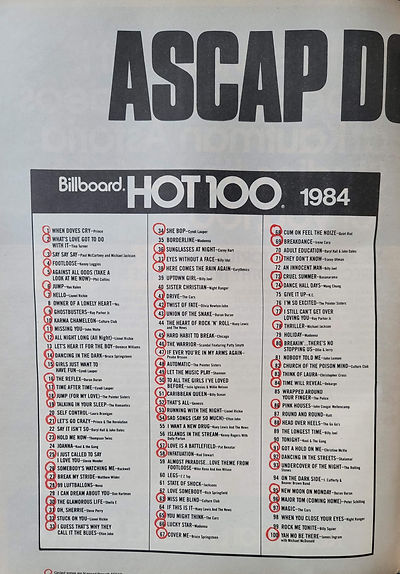 ASCAP DO
Billboard® HOT 100® 1984
1 WHEN DOVES CRY-Prince
2 WHAT'S LOVE GOT TO DO
WITH IT-Tina Turner
3 SAY SAY SAY-Paul McCartney and Michael Jackson
4 FOOTLOOSE-Kenny Loggins
5 AGAINST ALL ODDS (TAKE A
LOOK AT ME NOW)-Phil Collins
6 JUMP-Van Halen
7 HELLO-Lionel Richie
8 OWNER OF A LONELY HEART-Yes
9 GHOSTBUSTERS-Ray Parker Jr
10 KARMA CHAMELEON-Culture Club
11 MISSING YOU-John Waite
12 ALL NIGHT LONG (All Night)-Lionel Richie
13 LET'S HEAR IT FOR THE BOY-Deniece Williams
14 DANCING IN THE DARK-Bruce Springsteen
15 GIRLS JUST WANT TO
HAVE FUN-Cyndi Lauper
16 THE REFLEX-Duran Duran
17 TIME AFTER TIME-Cyndi Lauper
18 JUMP (FOR MY LOVE)-The Pointer Sisters
19 TALKING IN YOUR SLEEP-The Romantics
20 SELF CONTROL-Laura Branigan
21 LET'S GO CRAZY-Prince & the Revolution
22 SAY IT ISN'T SO-Daryl Hall & John Oates
23 HOLD ME NOW-Thompson Twins
24 JOANNA-Kool & the Gang
25 I JUST CALLED TO SAY
I LOVE YOU-Stevie Wonder
26 SOMEBODY'S WATCHING ME-Rockwell
27 BREAK MY STRIDE-Matthew Wilder
28 99 LUFTBALLONS-Nena
29 I CAN DREAM ABOUT YOU-Dan Hartman
30 THE GLAMOROUS LIFE-Sheila E
31 OH, SHERRIE-Steve Perry
32 STUCK ON YOU-Lionel Richie
33 I GUESS THAT'S WHY THEY
CALL IT THE BLUES-Elton John
34 SHE BOP-Cyndi Lauper
35 BORDERLINE-Madonna
36 SUNGLASSES AT NIGHT-Corey Hart
37 EYES WITHOUT A FACE-Billy Idol
38 HERE COMES THE RAIN AGAIN-Eurythmics
39 UPTOWN GIRL-Billy Joel
40 SISTER CHRISTIAN-Night Ranger
41 DRIVE-The Cars
42 TWIST OF FATE-Olivia Newton-John
43 UNION OF THE SNAKE-Duran Duran
44 THE HEART OF ROCK 'N' ROLL-Huey Lewis
and The News
45 HARD HABIT TO BREAK-Chicago
46 THE WARRIOR-Scandal Featuring Patty Smyth
47 IF EVER YOU'RE IN MY ARMS AGAIN-
Peabo Bryson
48 AUTOMATIC-The Pointer Sisters
49 LET THE MUSIC PLAY-Shannon
50 TO ALL THE GIRLS I'VE LOVED
BEFORE-Julio Iglesias & Willie Nelson
51 CARIBBEAN QUEEN-Billy Ocean
52 THAT'S ALL-Genesis
53 RUNNING WITH THE NIGHT-Lionel Richie
54 SAD SONGS (SAY SO MUCH)-Elton John
55 I WANT A NEW DRUG-Huey Lewis And The News
56 ISLANDS IN THE STREAM-Kenny Rogers With
Dolly Parton
57 LOVE IS A BATTLEFIELD-Pat Benatar
58 INFATUATION-Rod Stewart
59 ALMOST PARADISE...LOVE THEME FROM
FOOTLOOSE-Mike Reno And Ann Wilson
60 LEGS-ZZ Top
61 STATE OF SHOCK-Jacksons
62 LOVE SOMEBODY-Rick Springfield
63 MISS ME BLIND-Culture Club
64 IF THIS IS IT-Huey Lewis And The News
65 YOU MIGHT THINK-The Cars
66 LUCKY STAR-Madonna
67 COVER ME-Bruce Springsteen
68 CUM ON FEEL THE NOIZE-Quiet Riot
69 BREAKDANCE-Irene Cara
70 ADULT EDUCATION-Daryl Hall & John Oates
71 THEY DON'T KNOW-Tracey Ullman
72 AN INNOCENT MAN-Billy Joel
73 CRUEL SUMMER-Bananarama
74 DANCE HALL DAYS-Wang Chung
75 GIVE IT UP-K.C.
76 I'M SO EXCITED-The Pointer Sisters
77 I STILL CAN'T GET OVER
LOVING YOU-Ray Parker Jr
78 THRILLER-Michael Jackson
79 HOLIDAY-Madonna
80 BREAKIN'...THERE'S NO
STOPPING US-Ollie & Jerry
81 NOBODY TOLD ME-John Lennon
82 CHURCH OF THE POISON MIND-Culture Club
83 THINK OF LAURA-Christopher Cross
84 TIME WILL REVEAL-Debarge
85 WRAPPED AROUND
YOUR FINGER-The Police
86 PINK HOUSES-John Cougar Mellencamp
87 ROUND AND ROUND-Ratt
88 HEAD OVER HEELS-The Go Go's
89 THE LONGEST TIME-Billy Joel
90 TONIGHT-Kool & The Gang
91 GOT A HOLD ON ME-Christine McVie
92 DANCING IN THE STREETS-Shalamar
93 UNDERCOVER OF THE NIGHT-The Rolling
Stones
94 ON THE DARK SIDE-J. Cafferty &
Beaver Brown Band
95 NEW MOON ON MONDAY-Duran Duran
96 MAJOR TOM (COMING HOME)-Peter Schilling
97 MAGIC-The Cars
98 WHEN YOU CLOSE YOUR EYES-Night Ranger
99 ROCK ME TONITE-Billy Squier
100 YAH MO BE THERE-James Ingram
with Michael McDonald